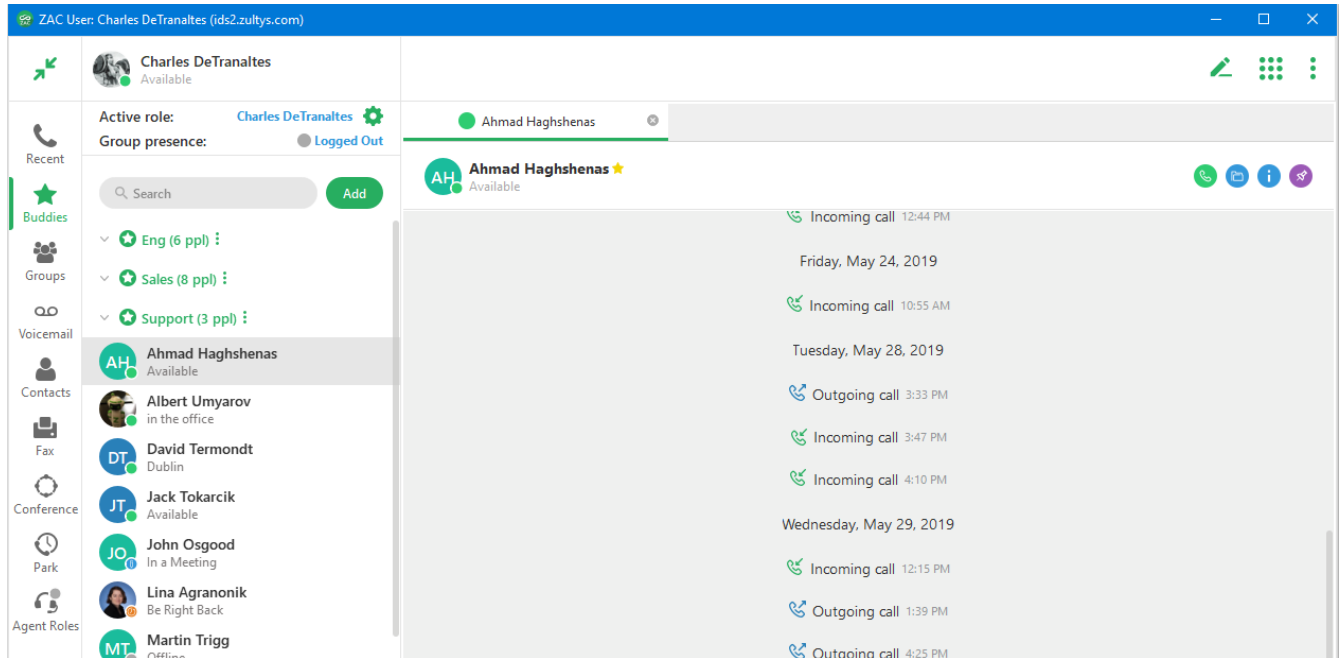 ZAC User: Charles DeTranaltes (ids2.zultys.com)
Charles DeTranaltes
Available
Active role: Charles DeTranaltes
Group presence: Logged Out
Recent
Buddies
Groups
Voicemail
Contacts
Fax
Conference
Park
Agent Roles
Search
Add
Eng (6 ppl)
Sales (8 ppl)
Support (3 ppl)
AH
Ahmad Haghshenas
Available
Albert Umyarov
in the office
DT
David Termondt
Dublin
JT
Jack Tokarcik
Available
JO
John Osgood
In a Meeting
Lina Agranonik
Be Right Back
MT
Martin Trigg
Offline
Ahmad Haghshenas
AH
Ahmad Haghshenas
Available
Incoming call 12:44 PM
Friday, May 24, 2019
Incoming call 10:55 AM
Tuesday, May 28, 2019
Outgoing call 3:33 PM
Incoming call 3:47 PM
Incoming call 4:10 PM
Wednesday, May 29, 2019
Incoming call 12:15 PM
Outgoing call 1:39 PM
Outgoing call 4:25 PM